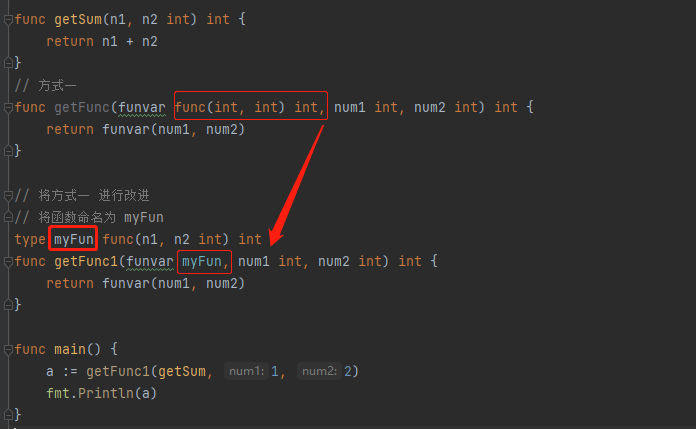 func getSum(n1, n2 int) int {
    return n1 + n2
}
// 方式一
func getFunc(funvar func(int, int) int, num1 int, num2 int) int {
    return funvar(num1, num2)
}
// 将方式一 进行改进
// 将函数命名为 myFun
type myFun func(n1, n2 int) int
func getFunc1(funvar myFun, num1 int, num2 int) int {
    return funvar(num1, num2)
}
func main() {
    a := getFunc1(getSum, num1: 1, num2: 2)
    fmt.Println(a)
}